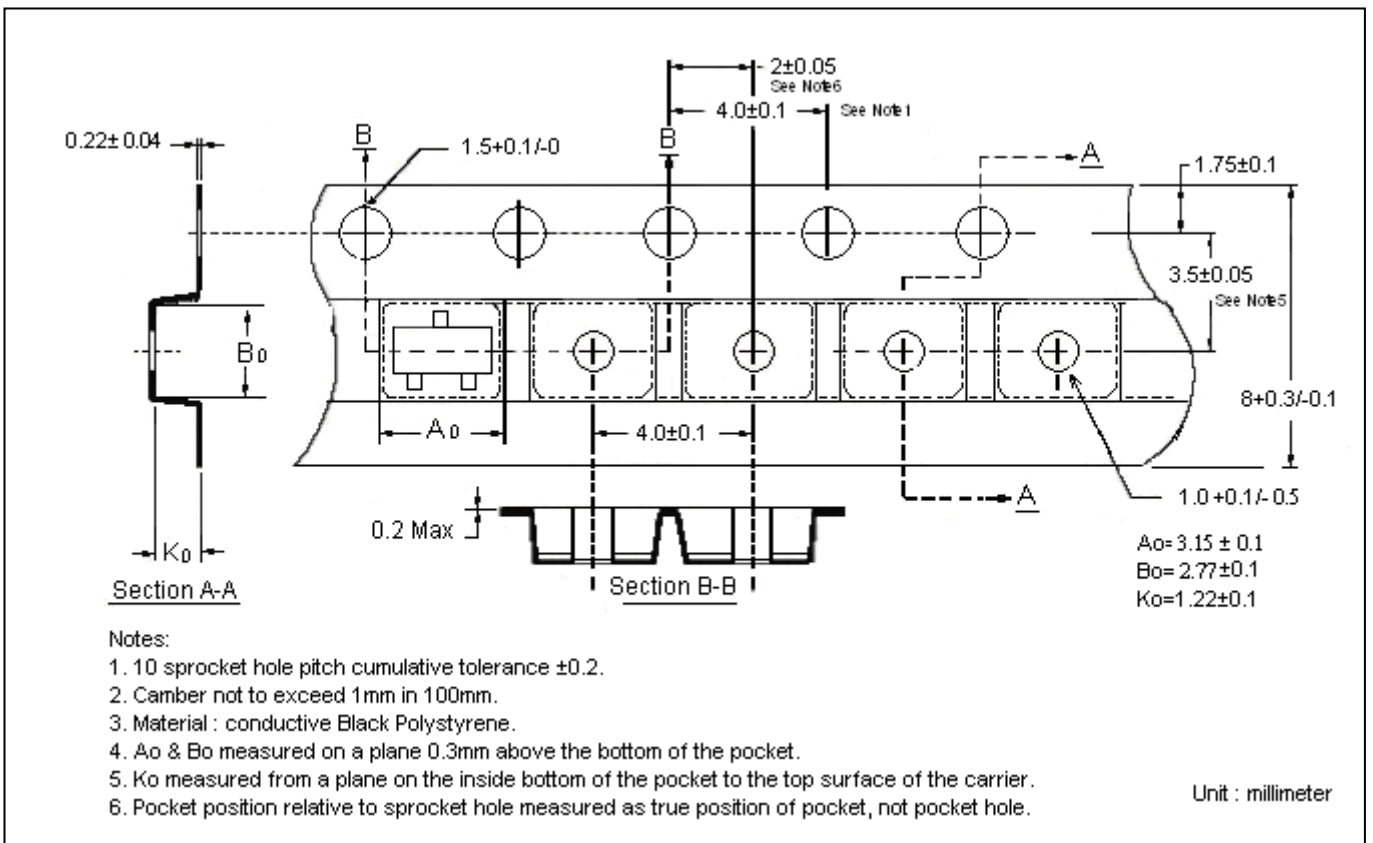 2±0.05
See Note6
4.0±0.1
See Note1
0.22± 0.04
B
1.5+0.1/-0
B
A
1.75±0.1
3.5±0.05
See Note5
B0
A0
4.0±0.1
8+0.3/-0.1
0.2 Max
A
1.0 +0.1/- 0.5
K0
Section A-A
Section B-B
Ao= 3.15 ± 0.1
Bo= 2.77±0.1
Ko=1.22±0.1
Notes:
1. 10 sprocket hole pitch cumulative tolerance ±0.2.
2. Camber not to exceed 1mm in 100mm.
3. Material : conductive Black Polystyrene.
4. Ao & Bo measured on a plane 0.3mm above the bottom of the pocket.
5. Ko measured from a plane on the inside bottom of the pocket to the top surface of the carrier.
6. Pocket position relative to sprocket hole measured as true position of pocket, not pocket hole.
Unit : millimeter